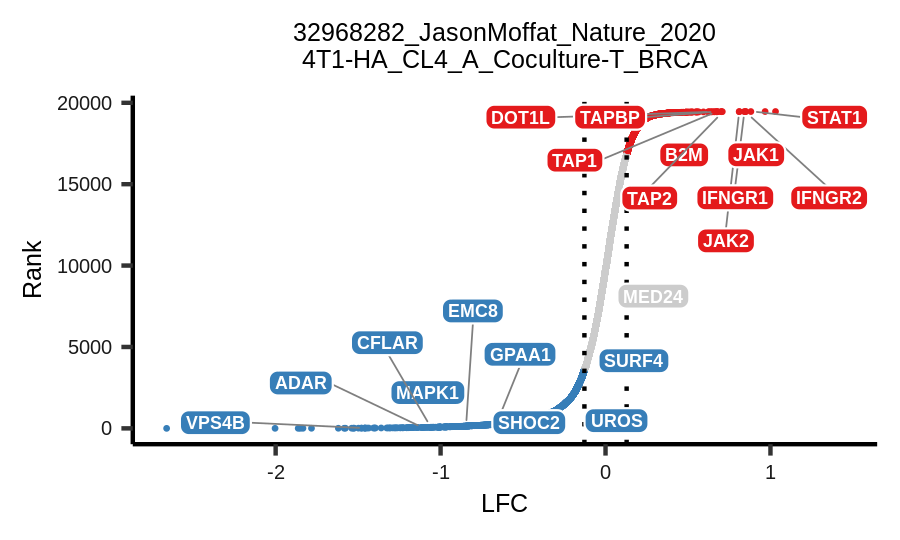 32968282_JasonMoffat_Nature_2020
4T1-HA_CL4_A_Coculture-T_BRCA
Rank
20000
15000
10000
5000
0
DOT1L
TAPBP
STAT1
TAP1
B2M
JAK1
TAP2
IFNGR1
IFNGR2
JAK2
MED24
EMC8
CFLAR
GPAA1
SURF4
ADAR
MAPK1
VPS4B
SHOC2
UROS
-2
-1
0
1
LFC